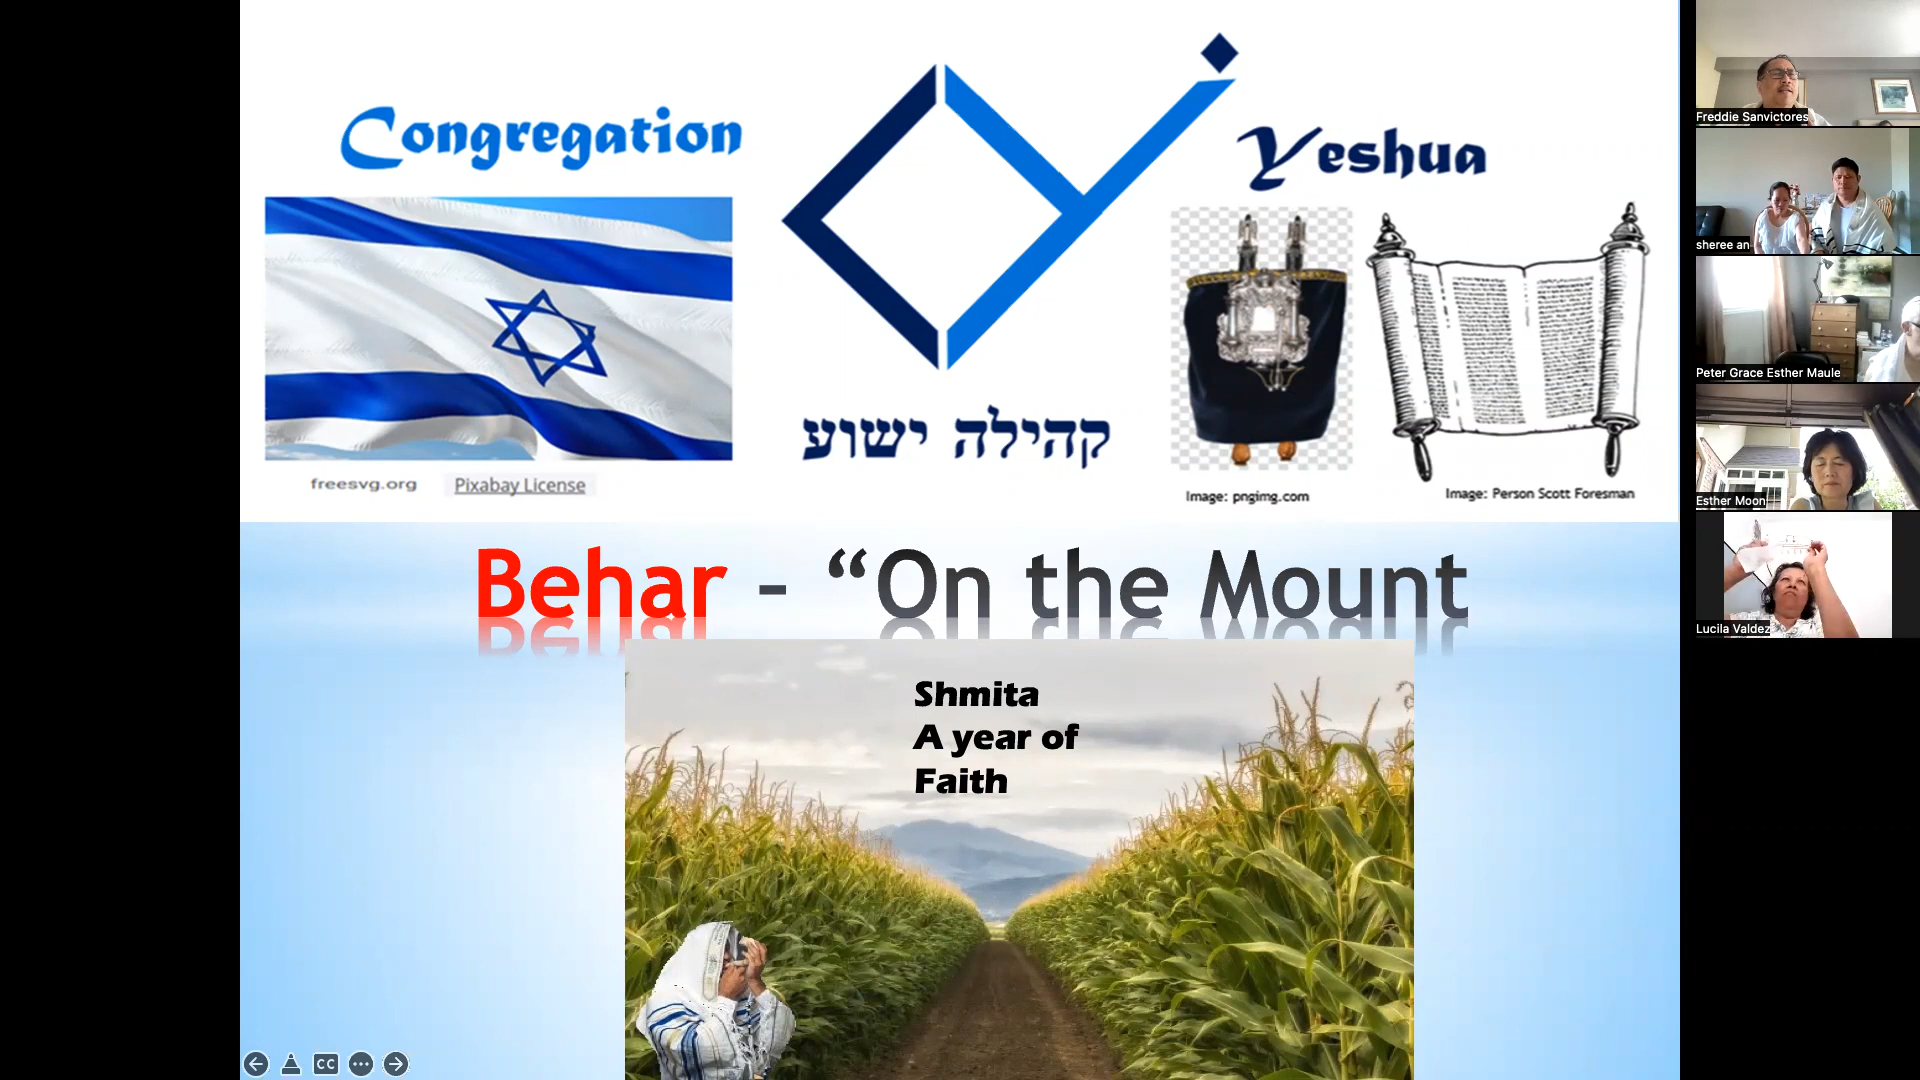 Congregation
Yeshua
קהילה ישוע
freesvg.org
Pixabay License
Image: pngimg.com
Image: Person Scott Foresman
Behar - “On the Mount
Shmita
A year of
Faith
CC
Freddie Sanvictores
sheree an
Peter Grace Esther Maule
Esther Moon
Lucila Valdez